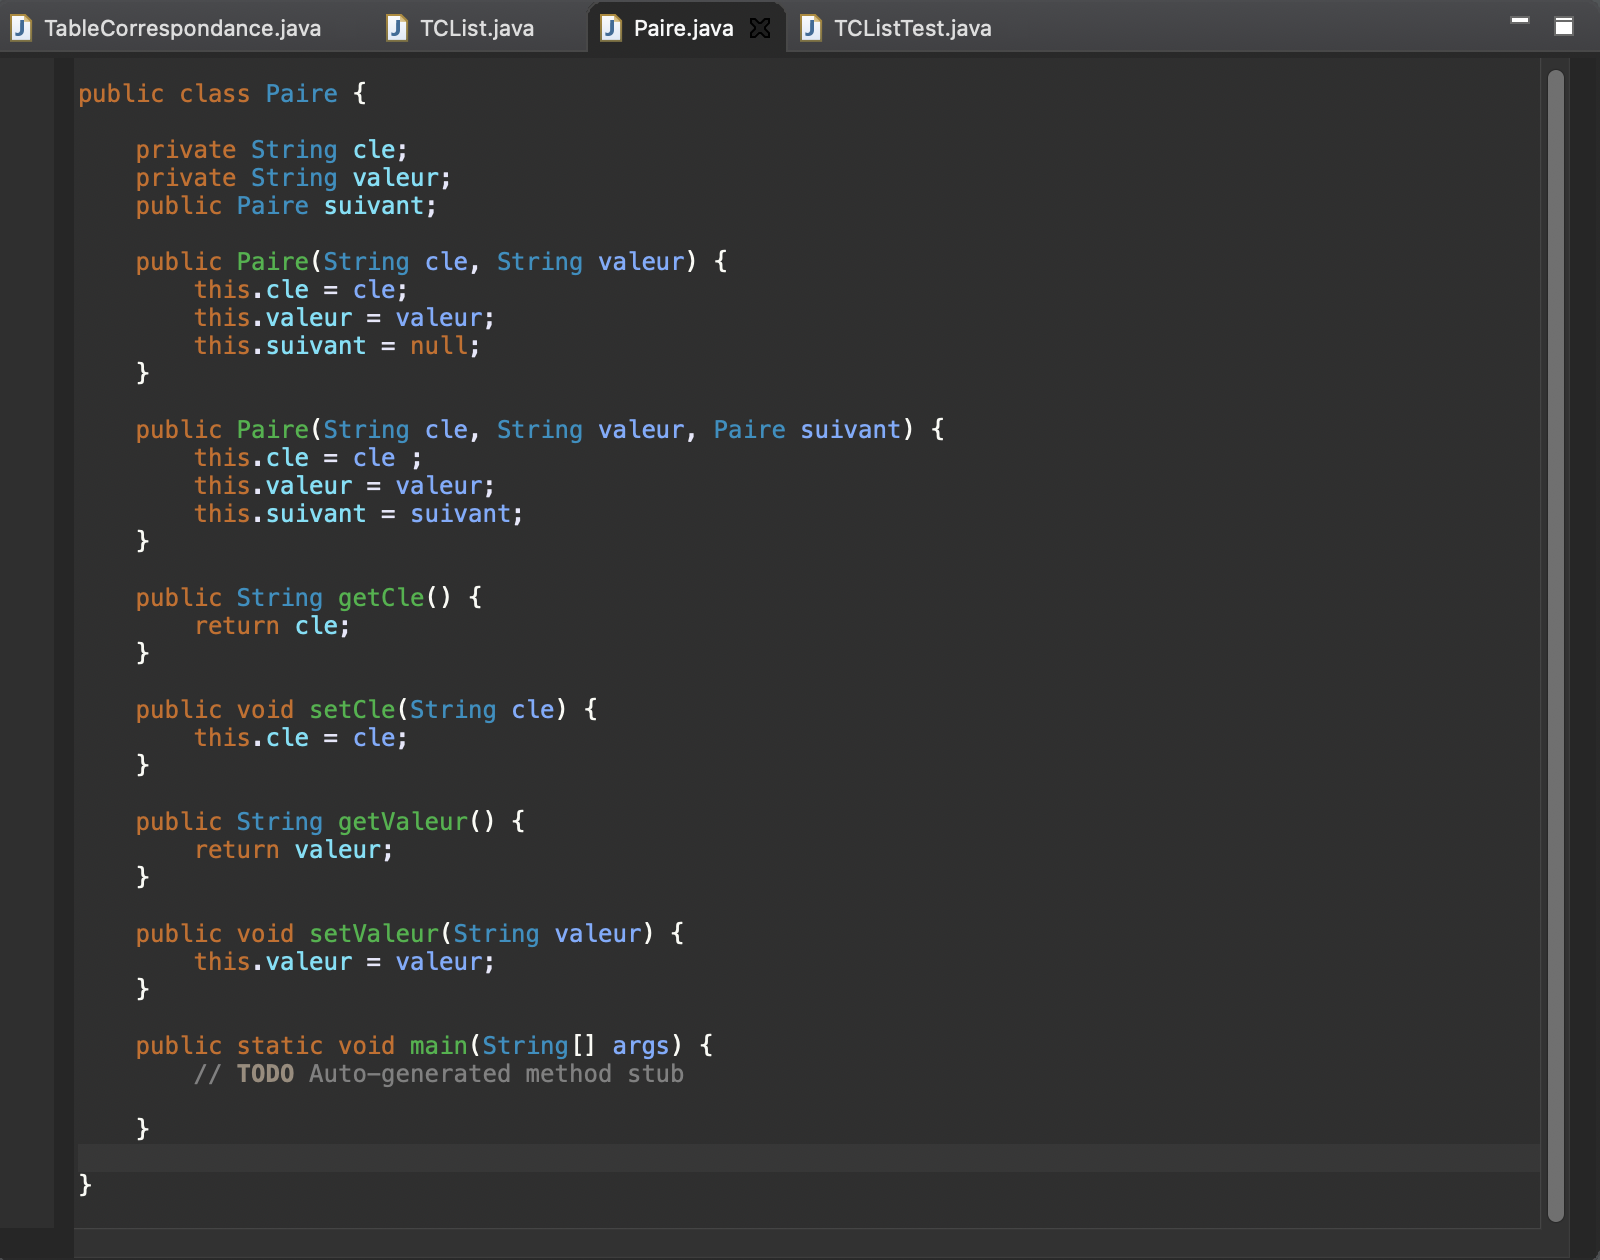 TableCorrespondance.java
TCList.java
Paire.java
TCListTest.java
public class Paire {
private String cle;
private String valeur;
public Paire suivant;
public Paire(String cle, String valeur) {
this.cle = cle;
this.valeur = valeur;
this.suivant = null;
}
public Paire(String cle, String valeur, Paire suivant) {
this.cle = cle ;
this.valeur = valeur;
this.suivant = suivant;
}
public String getCle() {
return cle;
}
public void setCle(String cle) {
this.cle = cle;
}
public String getValeur() {
return valeur;
}
public void setValeur(String valeur) {
this.valeur = valeur;
}
public static void main(String[] args) {
// TODO Auto-generated method stub
}
}